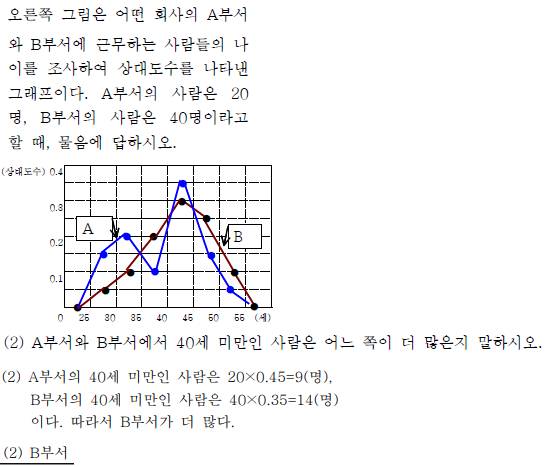 오른쪽 그림은 어떤 회사의 A부서
와 B부서에 근무하는 사람들의 나
이를 조사하여 상대도수를 나타낸
그래프이다. A부서의 사람은 20
명, B부서의 사람은 40명이라고
할 때, 물음에 답하시오.
(상대도수) 0.4
0.3
A
B
0.2
0.1
0 25 30 35 40 45 50 55 (세)
(2) A부서와 B부서에서 40세 미만인 사람은 어느 쪽이 더 많은지 말하시오.
(2) A부서의 40세 미만인 사람은 20×0.45=9(명),
B부서의 40세 미만인 사람은 40×0.35=14(명)
이다. 따라서 B부서가 더 많다.
(2) B부서